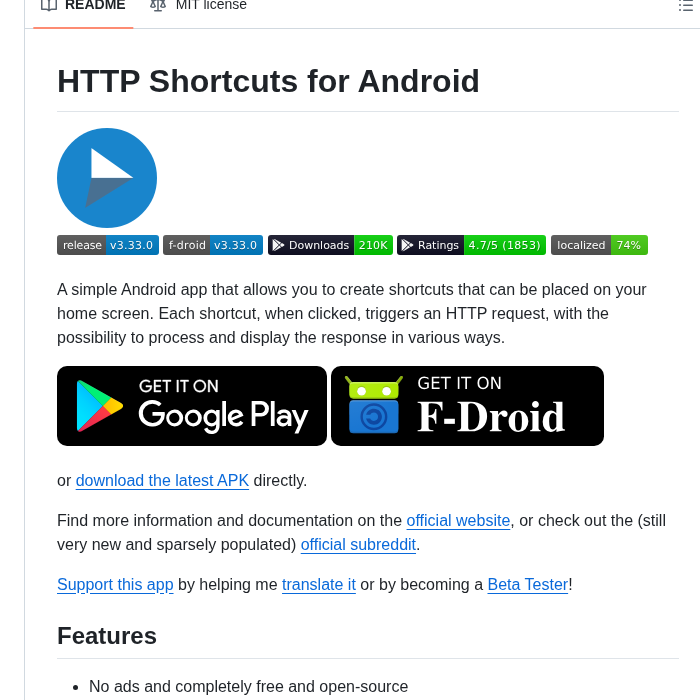 README MIT license
HTTP Shortcuts for Android
release v3.33.0 f-droid v3.33.0 Downloads 210K Ratings 4.7/5 (1853) localized 74%
A simple Android app that allows you to create shortcuts that can be placed on your
home screen. Each shortcut, when clicked, triggers an HTTP request, with the
possibility to process and display the response in various ways.
GET IT ON
Google Play
GET IT ON
F-Droid
or download the latest APK directly.
Find more information and documentation on the official website, or check out the (still
very new and sparsely populated) official subreddit.
Support this app by helping me translate it or by becoming a Beta Tester!
Features
• No ads and completely free and open-source